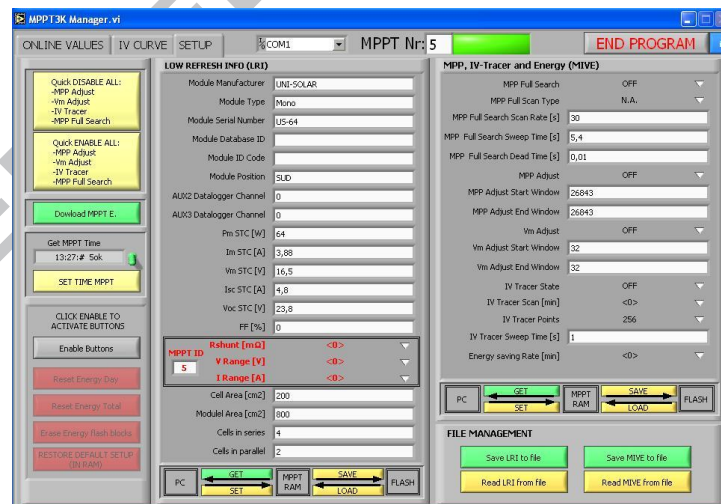 MPPT3K Manager.vi
ONLINE VALUES IV CURVE SETUP COM1 MPPT Nr: 5 END PROGRAM
Quick DISABLE ALL:
-MPP Adjust
-Vm Adjust
-IV Tracer
-MPP Full Search
Quick ENABLE ALL:
-MPP Adjust
-Vm Adjust
-IV Tracer
-MPP Full Search
Dowload MPPT E.
Get MPPT Time
13:27:# 5ok
SET TIME MPPT
CLICK ENABLE TO
ACTIVATE BUTTONS
Enable Buttons
Reset Energy Day
Reset Energy Total
Erase Energy flash blocks
RESTORE DEFAULT SETUP
(IN RAM)
LOW REFRESH INFO (LRI)
Module Manufacturer UNI-SOLAR
Module Type Mono
Module Serial Number US-64
Module Database ID
Module ID Code
Module Position SUD
AUX2 Datalogger Channel 0
AUX3 Datalogger Channel 0
Pm STC [W] 64
Im STC [A] 3,88
Vm STC [V] 16,5
Isc STC [A] 4,8
Voc STC [V] 23,8
FF [%] 0
MPPT ID
5
Rshunt [mΩ] <0>
V Range [V] <0>
I Range [A] <0>
Cell Area [cm2] 200
Modulel Area [cm2] 800
Cells in series 4
Cells in parallel 2
PC GET SET MPPT RAM SAVE LOAD FLASH
MPP, IV-Tracer and Energy (MIVE)
MPP Full Search OFF
MPP Full Scan Type N.A.
MPP Full Search Scan Rate [s] 30
MPP Full Search Sweep Time [s] 5,4
MPP Full Search Dead Time [s] 0,01
MPP Adjust OFF
MPP Adjust Start Window 26843
MPP Adjust End Window 26843
Vm Adjust OFF
Vm Adjust Start Window 32
Vm Adjust End Window 32
IV Tracer State OFF
IV Tracer Scan [min] <0>
IV Tracer Points 256
IV Tracer Sweep Time [s] 1
Energy saving Rate [min] <0>
PC GET SET MPPT RAM SAVE LOAD FLASH
FILE MANAGEMENT
Save LRI to file Save MIVE to file
Read LRI from file Read MIVE from file